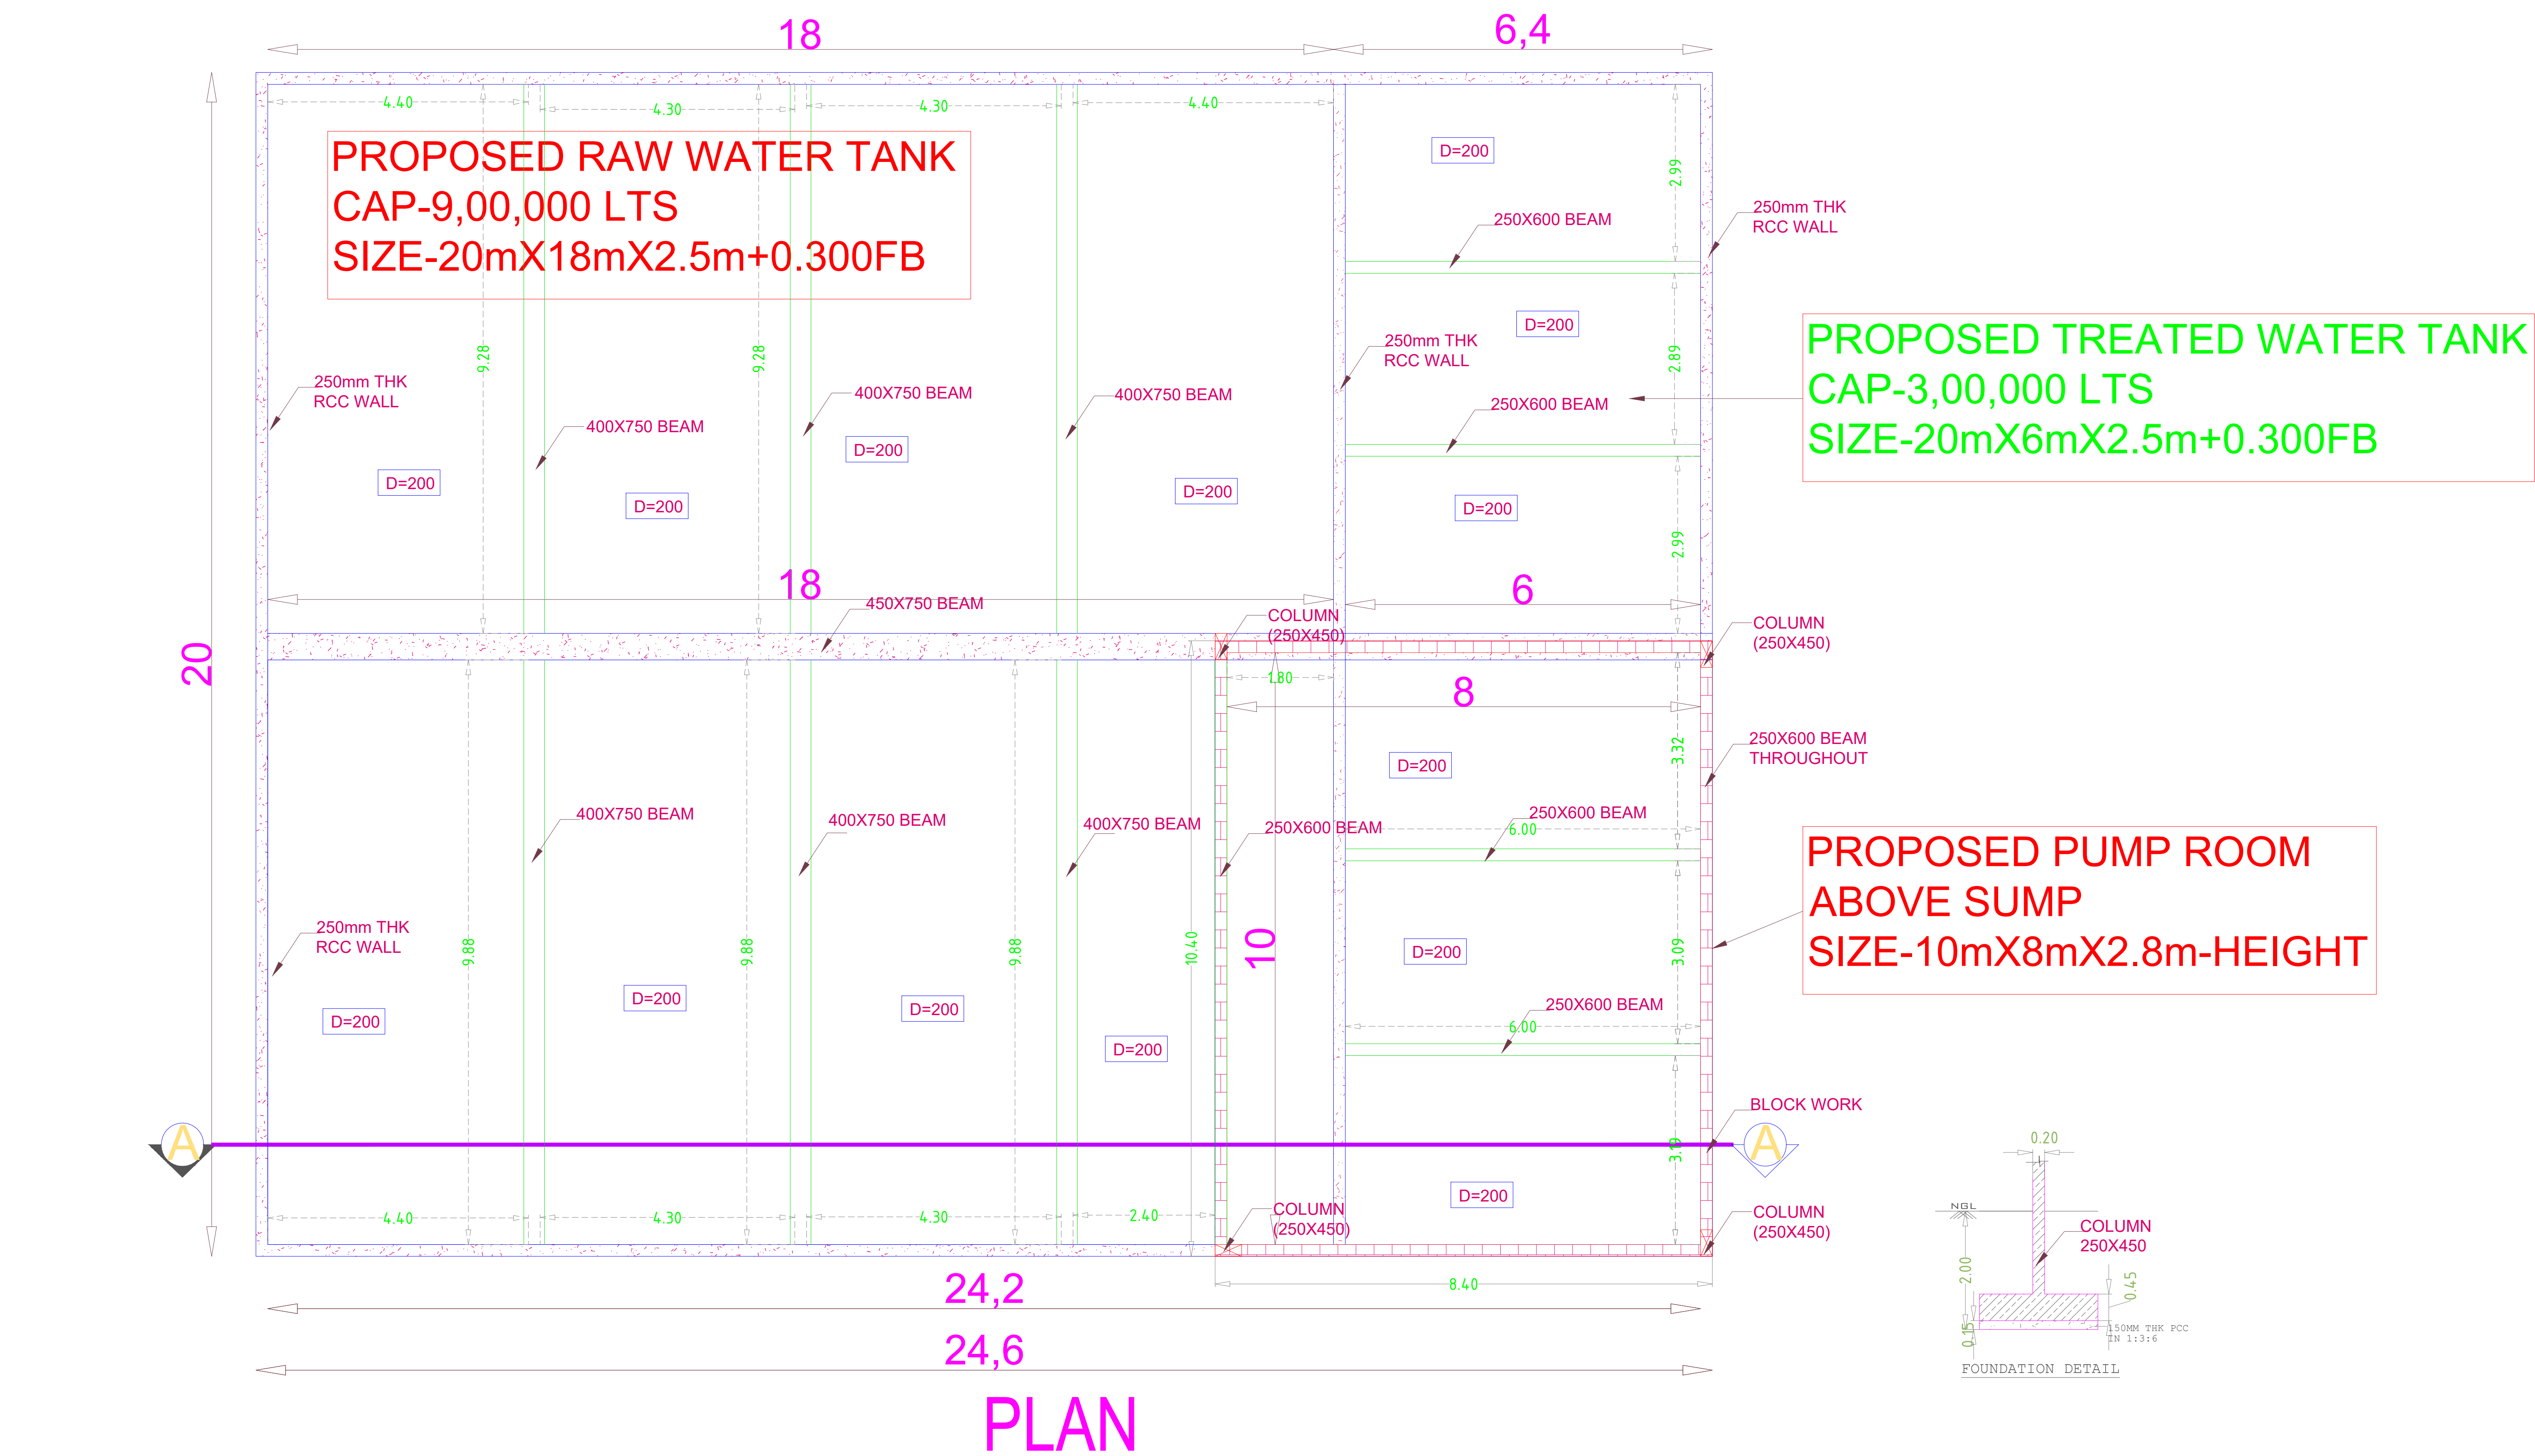 18
6,4
4.40
4.30
4.30
4.40
PROPOSED RAW WATER TANK
CAP-9,00,000 LTS
SIZE-20mX18mX2.5m+0.300FB
D=200
2.99
250mm THK
RCC WALL
250X600 BEAM
D=200
2.89
PROPOSED TREATED WATER TANK
CAP-3,00,000 LTS
SIZE-20mX6mX2.5m+0.300FB
9.28
9.28
250mm THK
RCC WALL
250mm THK
RCC WALL
400X750 BEAM
400X750 BEAM
400X750 BEAM
250X600 BEAM
D=200
D=200
D=200
D=200
D=200
2.99
18
6
450X750 BEAM
COLUMN
(250X450)
COLUMN
(250X450)
20
1.80
8
250X600 BEAM
THROUGHOUT
D=200
3.32
400X750 BEAM
400X750 BEAM
400X750 BEAM
250X600 BEAM
250X600 BEAM
6.00
PROPOSED PUMP ROOM
ABOVE SUMP
SIZE-10mX8mX2.8m-HEIGHT
250mm THK
RCC WALL
9.88
9.88
9.88
10.40
10
D=200
3.09
250X600 BEAM
6.00
D=200
D=200
D=200
D=200
BLOCK WORK
A
A
3.19
D=200
4.40
4.30
4.30
2.40
COLUMN
(250X450)
COLUMN
(250X450)
8.40
24,2
24,6
PLAN
0.20
NGL
COLUMN
250X450
2.00
0.45
0.15
150MM THK PCC
IN 1:3:6
FOUNDATION DETAIL